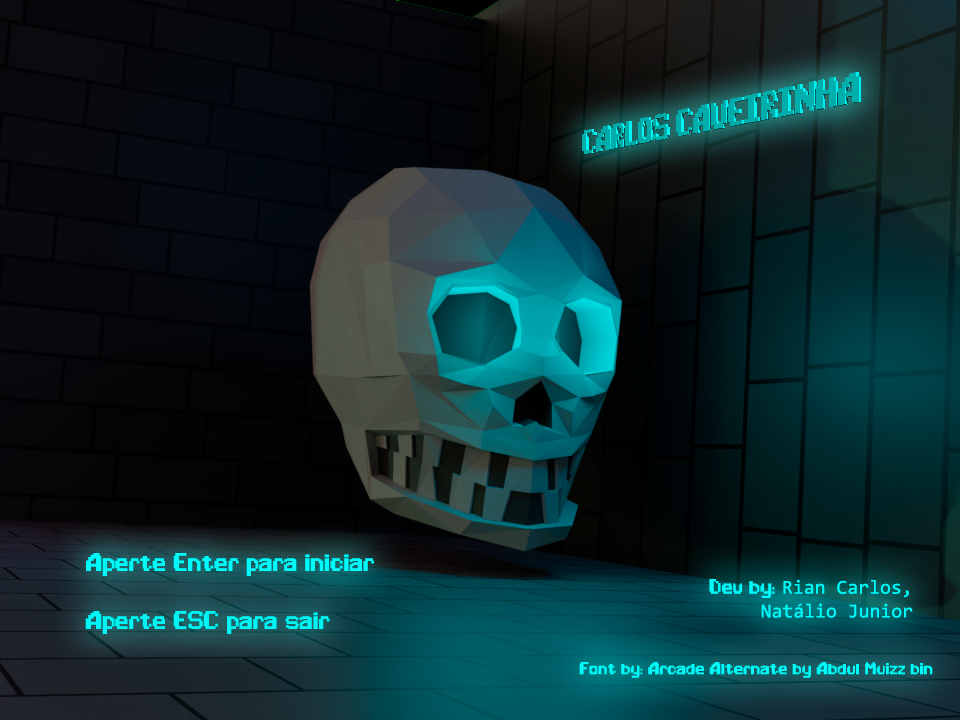 CARLOS CAVEIRINHA
Aperte Enter para iniciar
Aperte ESC para sair
Dev by: Rian Carlos,
Natálio Junior
Font by: Arcade Alternate by Abdul Muizz bin